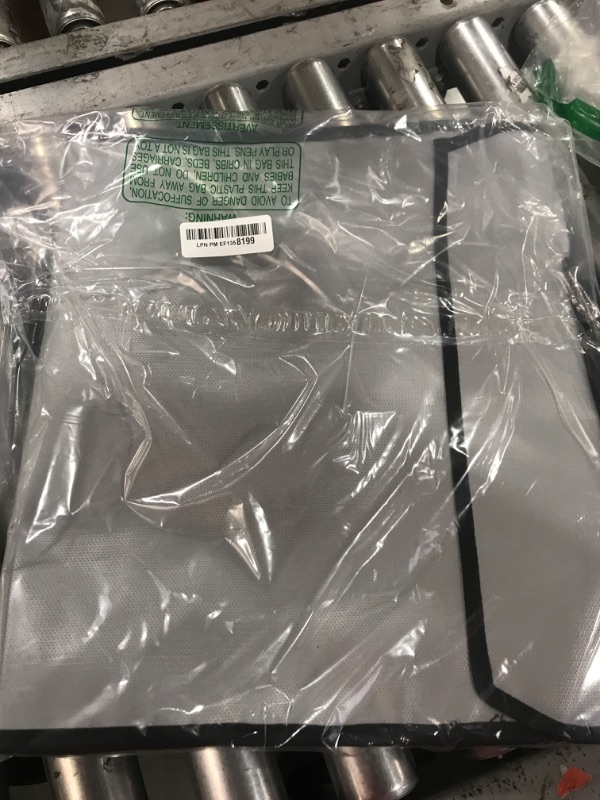 WARNING:
TO AVOID DANGER OF SUFFOCATION,
KEEP THIS PLASTIC BAG AWAY FROM
BABIES AND CHILDREN. DO NOT USE
THIS BAG IN CRIBS, BEDS, CARRIAGES
OR PLAY PENS. THIS BAG IS NOT A TOY
AVERTISSEMENT:
LPN:PM EF1358199